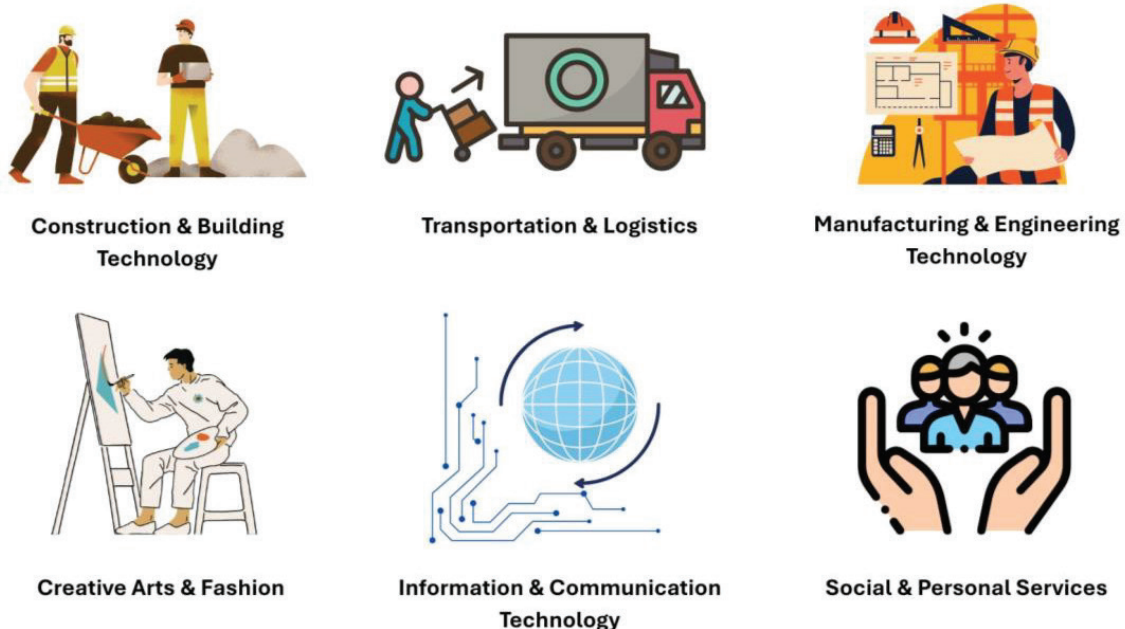 Construction & Building
Technology
Transportation & Logistics
Manufacturing & Engineering
Technology
Creative Arts & Fashion
Information & Communication
Technology
Social & Personal Services